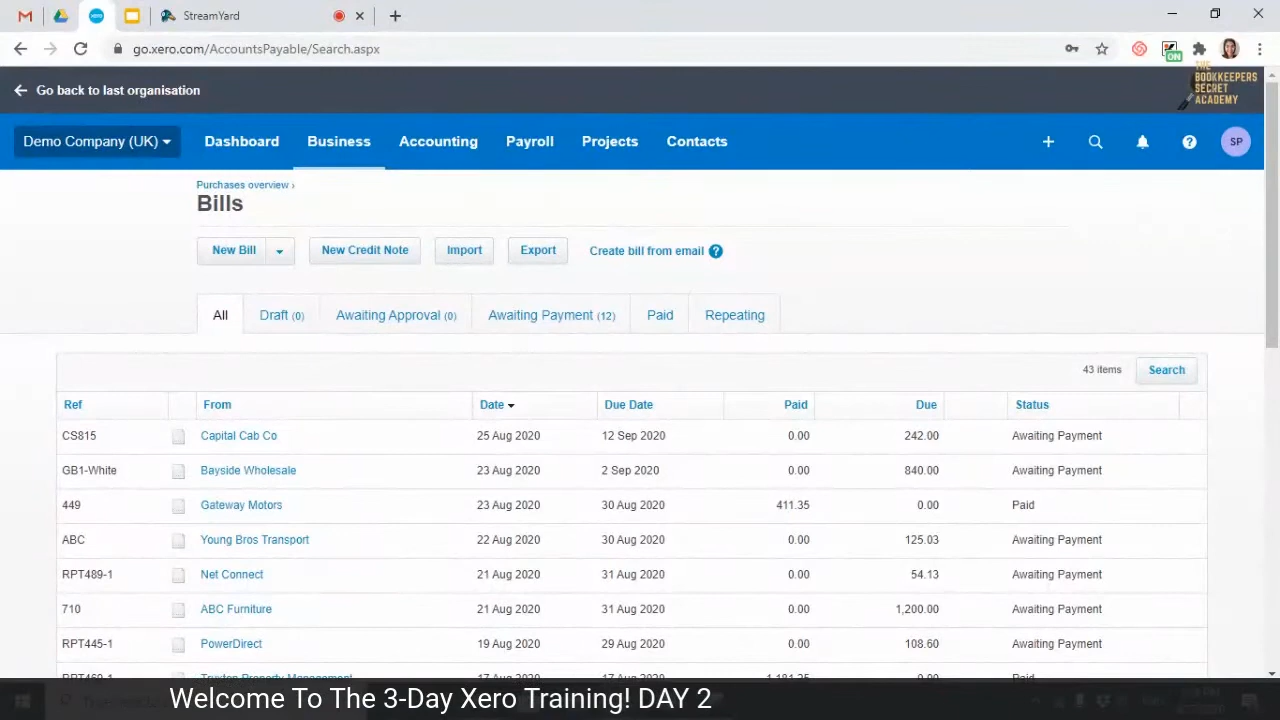 StreamYard
go.xero.com/AccountsPayable/Search.aspx
ON
THE
BOOKKEEPERS
SECRET
ACADEMY
Go back to last organisation
Demo Company (UK) Dashboard Business Accounting Payroll Projects Contacts SP
Purchases overview ›
Bills
New Bill New Credit Note Import Export Create bill from email ?
All Draft (0) Awaiting Approval (0) Awaiting Payment (12) Paid Repeating
43 items Search
Ref From Date Due Date Paid Due Status
CS815 Capital Cab Co 25 Aug 2020 12 Sep 2020 0.00 242.00 Awaiting Payment
GB1-White Bayside Wholesale 23 Aug 2020 2 Sep 2020 0.00 840.00 Awaiting Payment
449 Gateway Motors 23 Aug 2020 30 Aug 2020 411.35 0.00 Paid
ABC Young Bros Transport 22 Aug 2020 30 Aug 2020 0.00 125.03 Awaiting Payment
RPT489-1 Net Connect 21 Aug 2020 31 Aug 2020 0.00 54.13 Awaiting Payment
710 ABC Furniture 21 Aug 2020 31 Aug 2020 0.00 1,200.00 Awaiting Payment
RPT445-1 PowerDirect 19 Aug 2020 29 Aug 2020 0.00 108.60 Awaiting Payment
Welcome To The 3-Day Xero Training! DAY 2